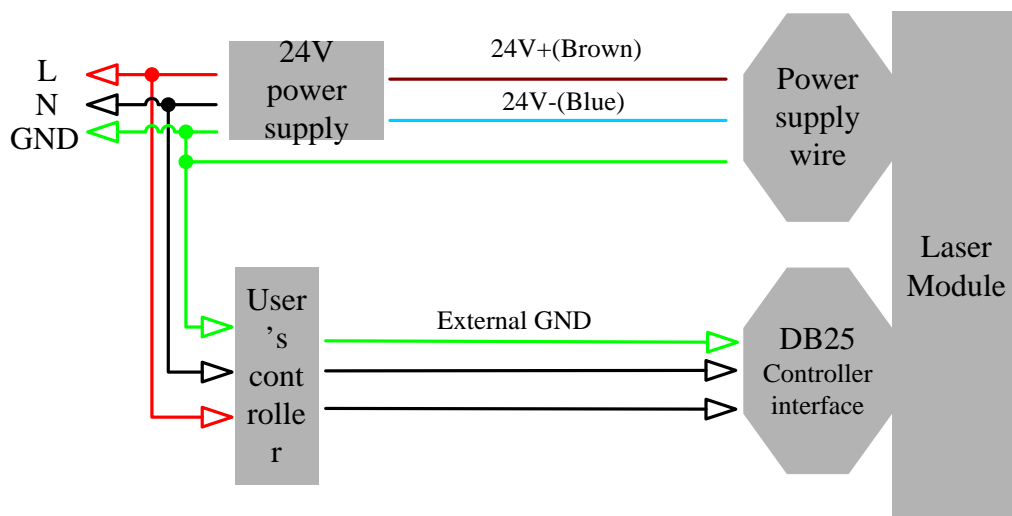 L
N
GND
24V
power
supply
24V+(Brown)
24V-(Blue)
Power
supply
wire
Laser
Module
User
’s
cont
rolle
r
External GND
DB25
Controller
interface